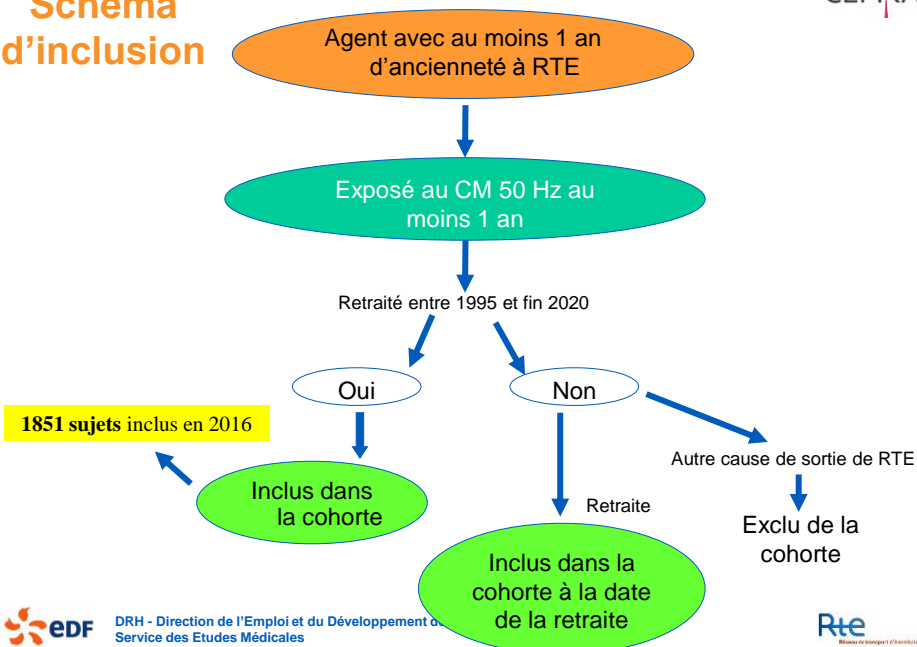 Schéma
d'inclusion
Agent avec au moins 1 an
d'ancienneté à RTE
Exposé au CM 50 Hz au
moins 1 an
Retraité entre 1995 et fin 2020
Oui
Non
1851 sujets inclus en 2016
Autre cause de sortie de RTE
Inclus dans
la cohorte
Retraite
Exclu de la
cohorte
Inclus dans la
cohorte à la date
de la retraite
edf
DRH - Direction de l'Emploi et du Développement
Service des Etudes Médicales
Rte